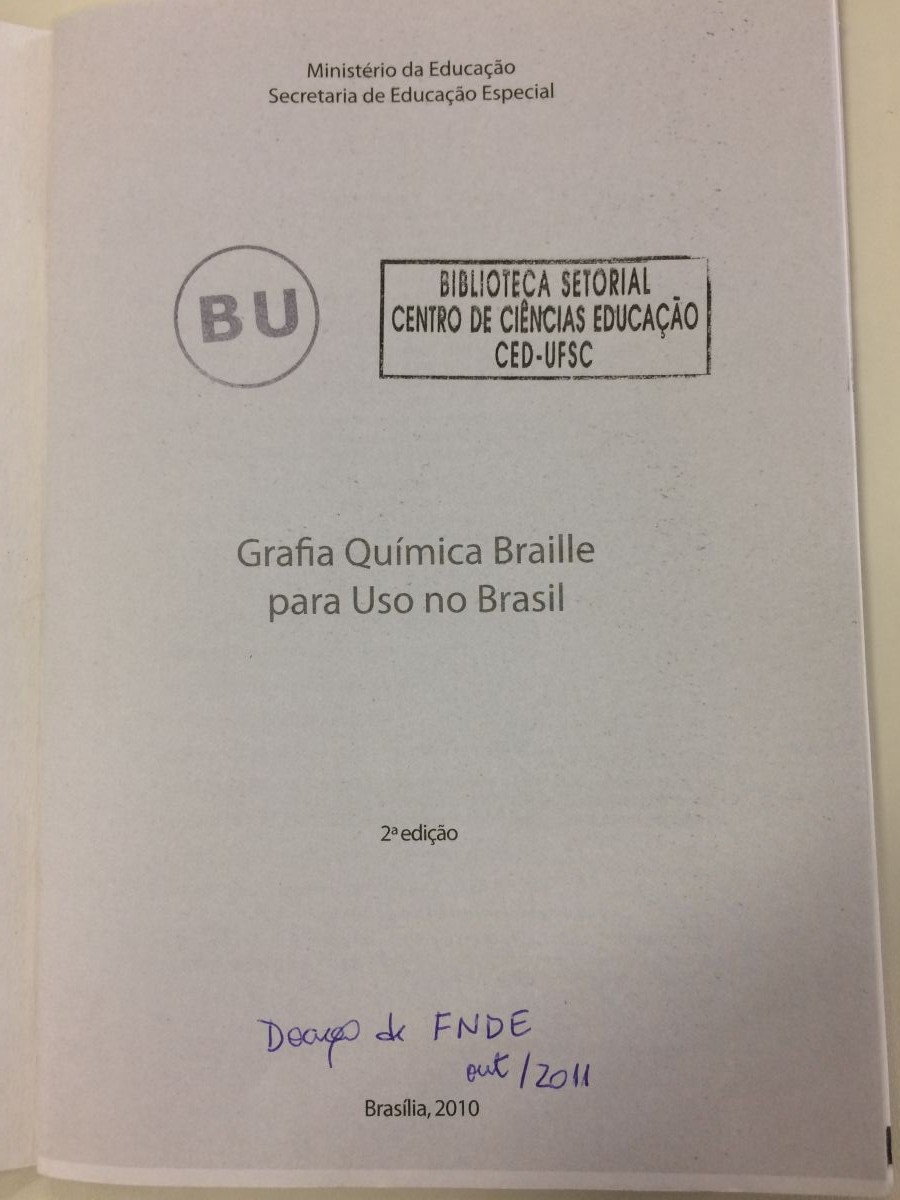 Ministério da Educação
Secretaria de Educação Especial
BU
BIBLIOTECA SETORIAL
CENTRO DE CIÊNCIAS EDUCAÇÃO
CED-UFSC
Grafia Química Braille
para Uso no Brasil
2ª edição
Doação de FNDE
out/2011
Brasília, 2010